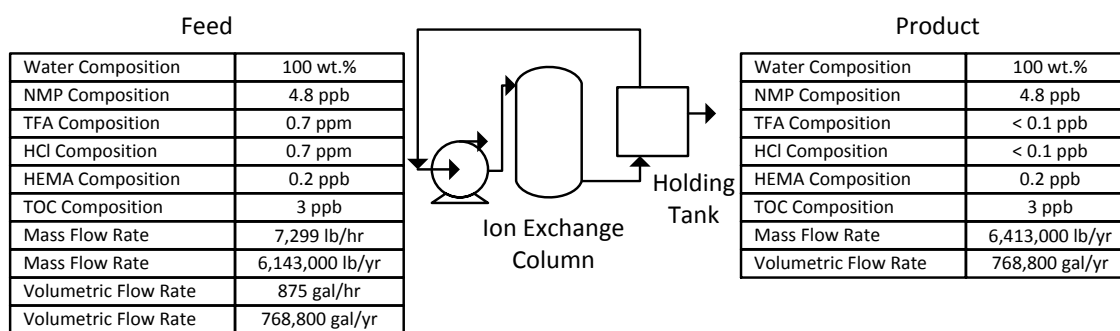 Feed
Water Composition 100 wt.%
NMP Composition 4.8 ppb
TFA Composition 0.7 ppm
HCl Composition 0.7 ppm
HEMA Composition 0.2 ppb
TOC Composition 3 ppb
Mass Flow Rate 7,299 lb/hr
Mass Flow Rate 6,143,000 lb/yr
Volumetric Flow Rate 875 gal/hr
Volumetric Flow Rate 768,800 gal/yr
Ion Exchange
Column
Holding
Tank
Product
Water Composition 100 wt.%
NMP Composition 4.8 ppb
TFA Composition < 0.1 ppb
HCl Composition < 0.1 ppb
HEMA Composition 0.2 ppb
TOC Composition 3 ppb
Mass Flow Rate 6,413,000 lb/yr
Volumetric Flow Rate 768,800 gal/yr